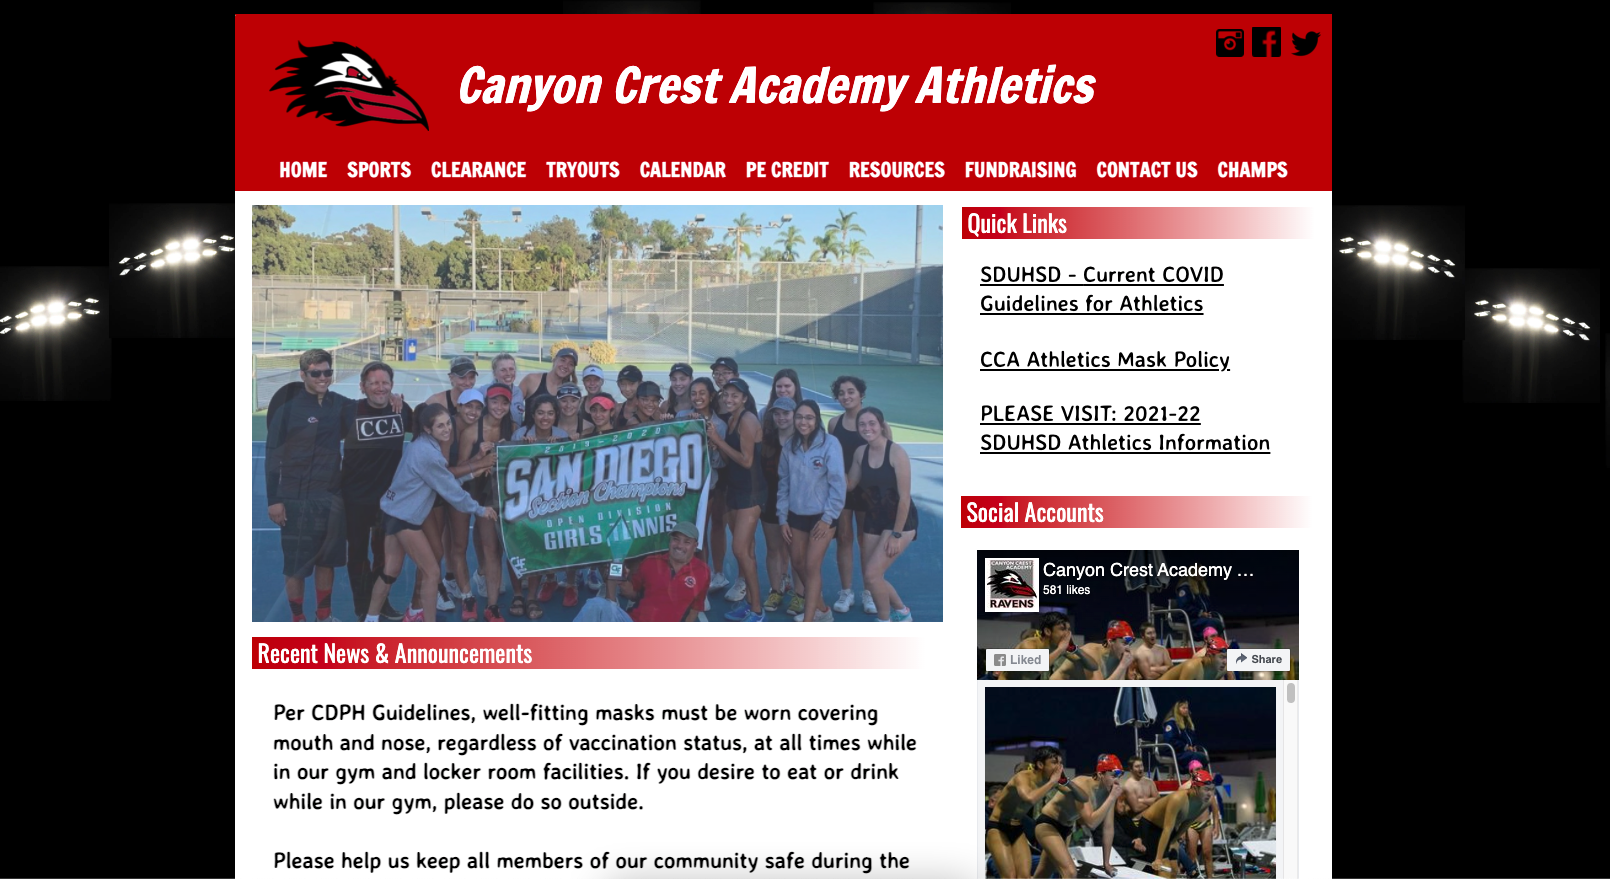 Canyon Crest Academy Athletics
HOME SPORTS CLEARANCE TRYOUTS CALENDAR PE CREDIT RESOURCES FUNDRAISING CONTACT US CHAMPS
CCA
2019-2020
SAN DIEGO
Section Champions
OPEN DIVISION
GIRLS TENNIS
CIF
Recent News & Announcements
Per CDPH Guidelines, well-fitting masks must be worn covering
mouth and nose, regardless of vaccination status, at all times while
in our gym and locker room facilities. If you desire to eat or drink
while in our gym, please do so outside.
Please help us keep all members of our community safe during the
Quick Links
SDUHSD - Current COVID
Guidelines for Athletics
CCA Athletics Mask Policy
PLEASE VISIT: 2021-22
SDUHSD Athletics Information
Social Accounts
CANYON CREST
ACADEMY
RAVENS
Canyon Crest Academy ...
581 likes
Liked
Share